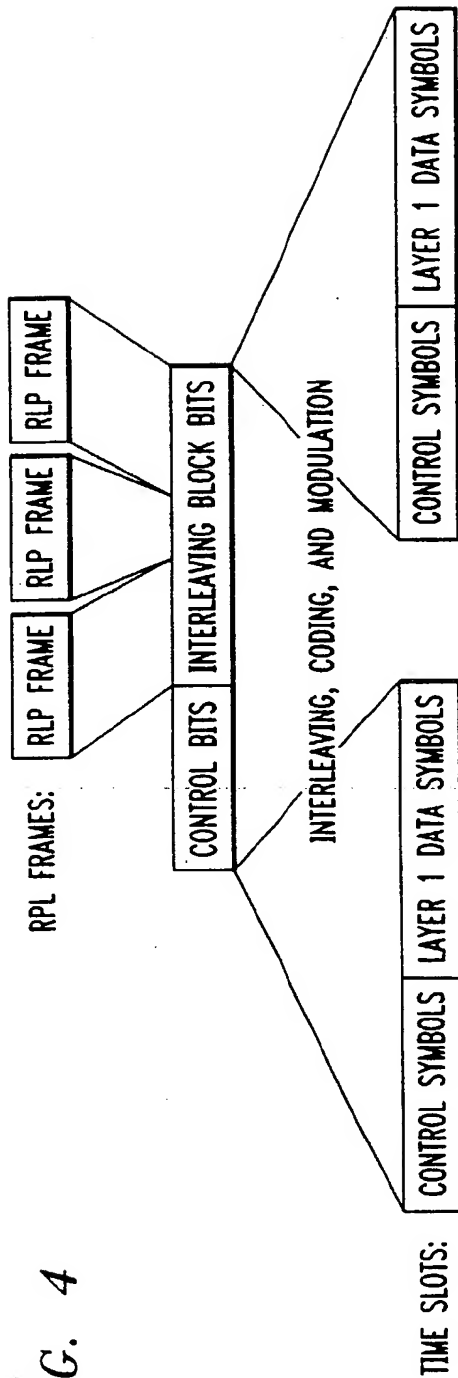 G. 4
RPL FRAMES:
RLP FRAME
RLP FRAME
RLP FRAME
CONTROL BITS
INTERLEAVING BLOCK BITS
INTERLEAVING, CODING, AND MODULATION
TIME SLOTS:
CONTROL SYMBOLS
LAYER 1 DATA SYMBOLS
CONTROL SYMBOLS
LAYER 1 DATA SYMBOLS